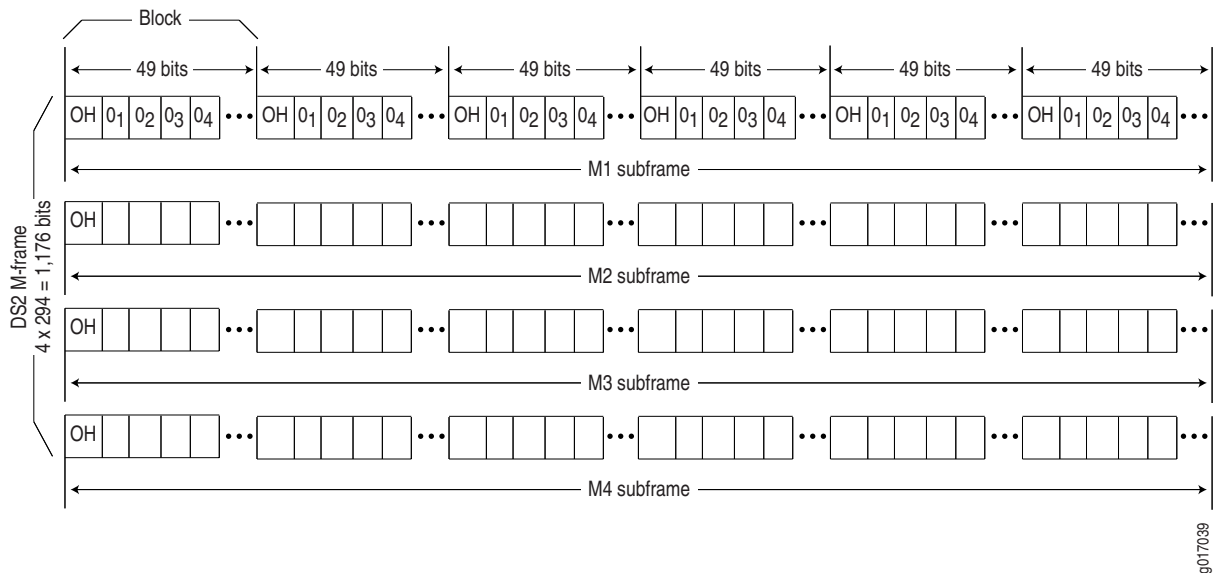 Block
49 bits 49 bits 49 bits 49 bits 49 bits 49 bits
OH 0₁ 0₂ 0₃ 0₄ ••• OH 0₁ 0₂ 0₃ 0₄ ••• OH 0₁ 0₂ 0₃ 0₄ ••• OH 0₁ 0₂ 0₃ 0₄ ••• OH 0₁ 0₂ 0₃ 0₄ ••• OH 0₁ 0₂ 0₃ 0₄ •••
M1 subframe
DS2 M-frame
4 x 294 = 1,176 bits
OH ••• ••• ••• ••• ••• •••
M2 subframe
OH ••• ••• ••• ••• ••• •••
M3 subframe
OH ••• ••• ••• ••• ••• •••
M4 subframe
g017039